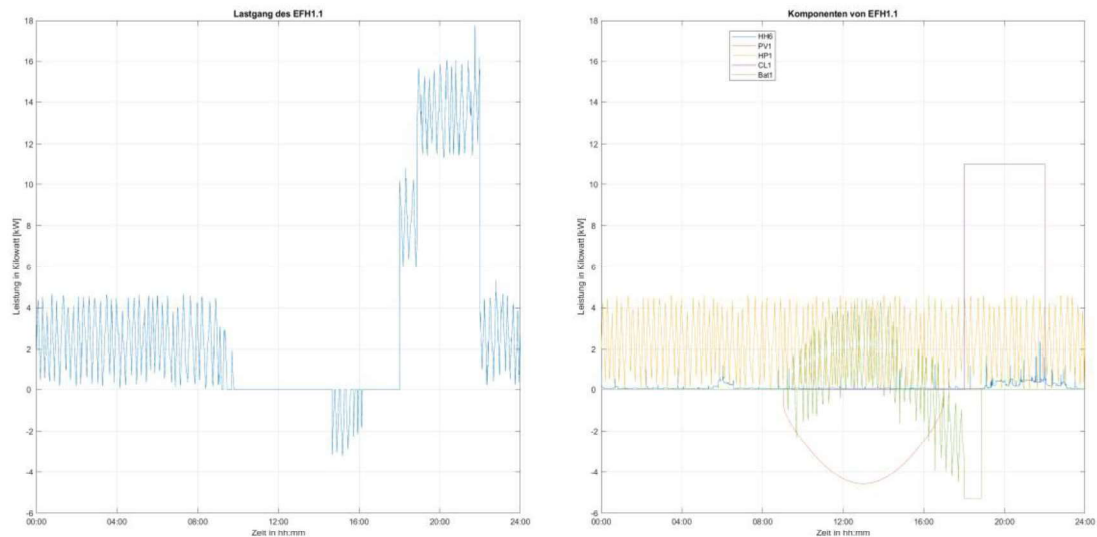 Lastgang des EFH1.1
18
16
14
12
10
8
6
4
2
0
-2
-4
-6
Leistung in Kilowatt [kW]
00:00 04:00 08:00 12:00 16:00 20:00 24:00
Zeit in hh:mm
Komponenten von EFH1.1
HH6
PV1
HP1
CL1
Bat1
18
16
14
12
10
8
6
4
2
0
-2
-4
-6
Leistung in Kilowatt [kW]
00:00 04:00 08:00 12:00 16:00 20:00 24:00
Zeit in hh:mm